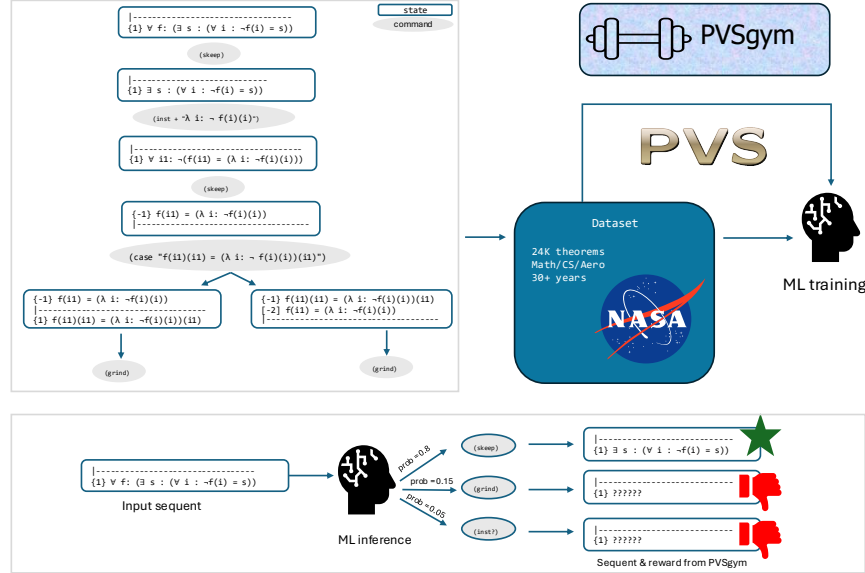 |---------------------------
{1} ∀ f: (∃ s : (∀ i : ¬f(i) = s))
state
command
(skeep)
|---------------------------
{1} ∃ s : (∀ i : ¬f(i) = s))
(inst + "λ i: ¬ f(i)(i)")
|---------------------------
{1} ∀ i1: ¬(f(i1) = (λ i: ¬f(i)(i)))
(skeep)
{-1} f(i1) = (λ i: ¬f(i)(i))
|---------------------------
(case "f(i1)(i1) = (λ i: ¬ f(i)(i))(i1)")
{-1} f(i1) = (λ i: ¬f(i)(i))
|---------------------------
{1} f(i1)(i1) = (λ i: ¬f(i)(i))(i1)
{-1} f(i1)(i1) = (λ i: ¬f(i)(i))(i1)
[-2] f(i1) = (λ i: ¬f(i)(i))
|---------------------------
(grind)
(grind)
PVSgym
PVS
Dataset
24K theorems
Math/CS/Aero
30+ years
NASA
ML training
|---------------------------
{1} ∀ f: (∃ s : (∀ i : ¬f(i) = s))
Input sequent
ML inference
prob = 0.8
prob = 0.15
prob = 0.05
(skeep)
(grind)
(inst?)
|---------------------------
{1} ∃ s : (∀ i : ¬f(i) = s))
|---------------------------
{1} ??????
|---------------------------
{1} ??????
Sequent & reward from PVSgym